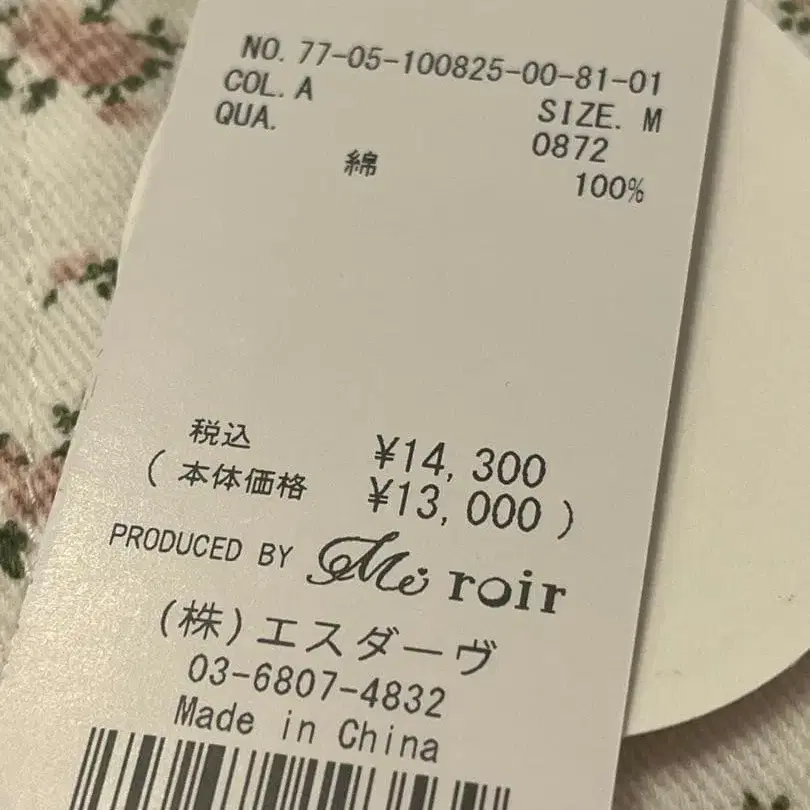 NO. 77-05-100825-00-81-01
COL. A SIZE. M
QUA. 0872
綿 100%
税込 ¥14,300
(本体価格 ¥13,000)
PRODUCED BY Mi roir
(株)エスダーヴ
03-6807-4832
Made in China